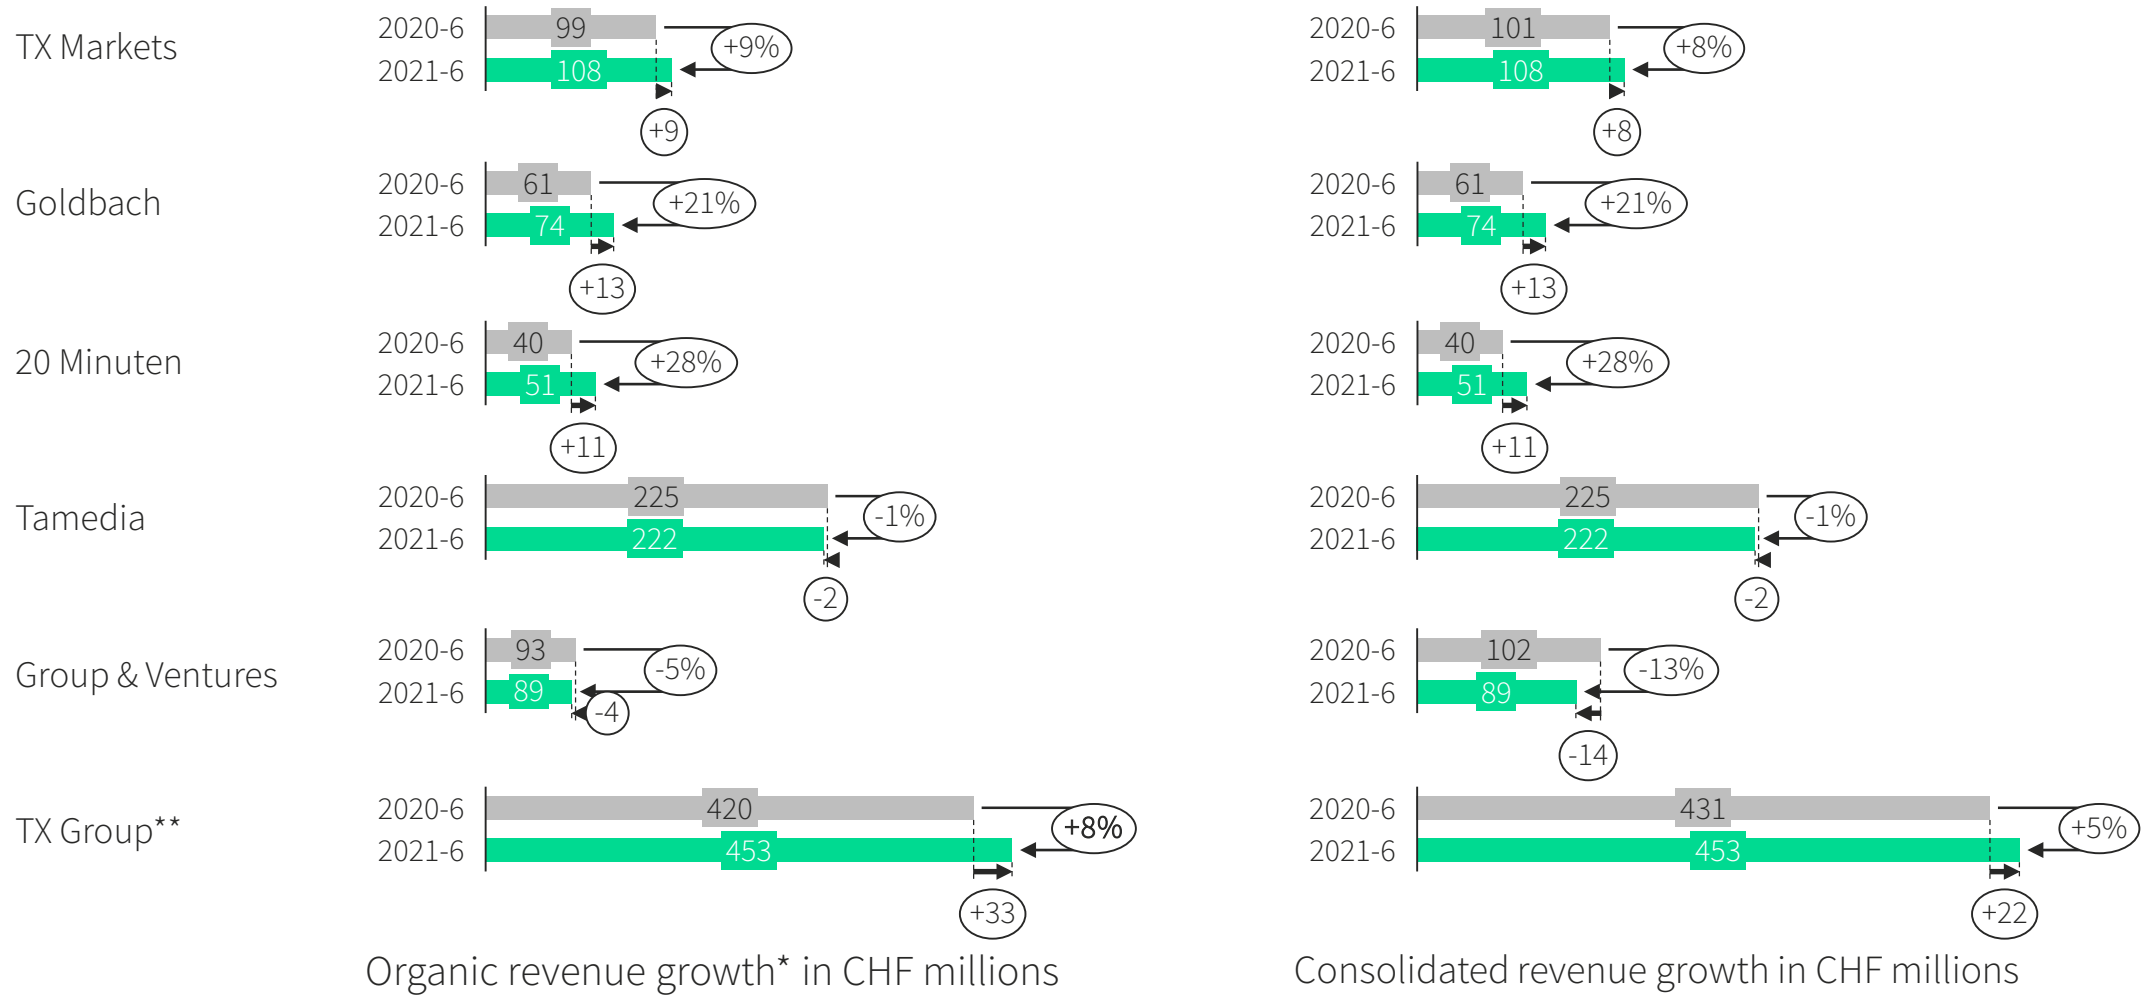 TX Markets
2020-6 99 +9%
2021-6 108
+9
2020-6 101 +8%
2021-6 108
+8
Goldbach
2020-6 61 +21%
2021-6 74
+13
2020-6 61 +21%
2021-6 74
+13
20 Minuten
2020-6 40 +28%
2021-6 51
+11
2020-6 40 +28%
2021-6 51
+11
Tamedia
2020-6 225 -1%
2021-6 222
-2
2020-6 225 -1%
2021-6 222
-2
Group & Ventures
2020-6 93 -5%
2021-6 89
-4
2020-6 102 -13%
2021-6 89
-14
TX Group**
2020-6 420 +8%
2021-6 453
+33
2020-6 431 +5%
2021-6 453
+22
Organic revenue growth* in CHF millions
Consolidated revenue growth in CHF millions